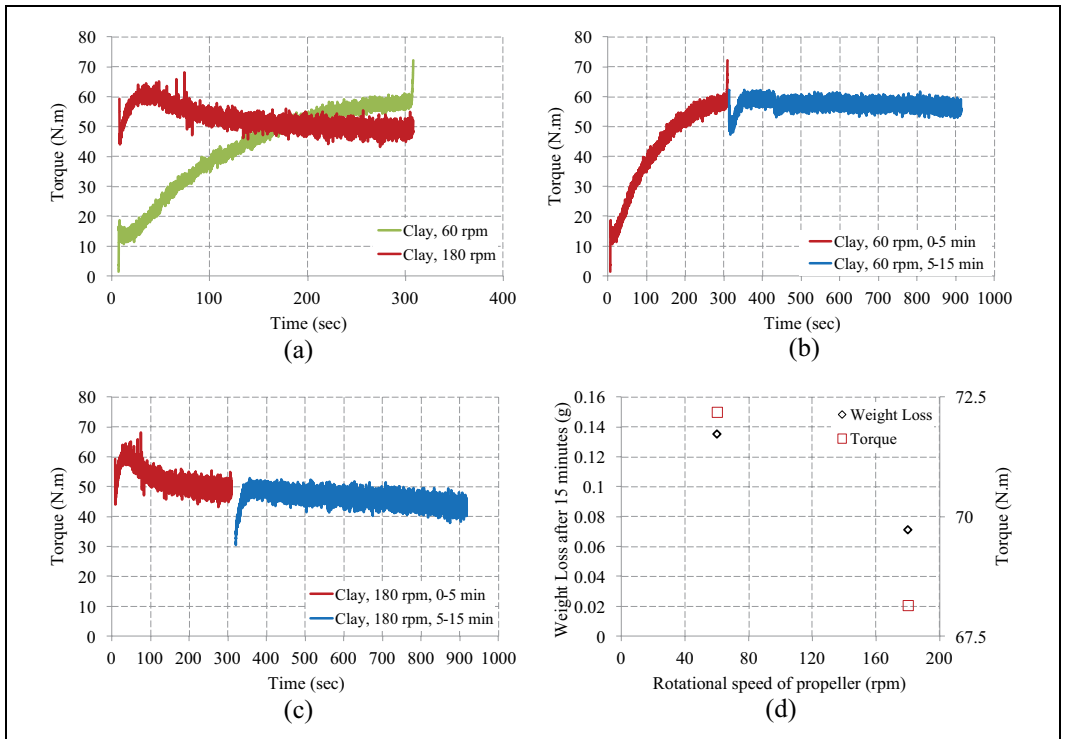 80
70
60
50
40
30
20
10
0
Torque (N.m)
Clay, 60 rpm
Clay, 180 rpm
0 100 200 300 400
Time (sec)
(a)
80
70
60
50
40
30
20
10
0
Torque (N.m)
Clay, 60 rpm, 0-5 min
Clay, 60 rpm, 5-15 min
0 100 200 300 400 500 600 700 800 900 1000
Time (sec)
(b)
80
70
60
50
40
30
20
10
0
Torque (N.m)
Clay, 180 rpm, 0-5 min
Clay, 180 rpm, 5-15 min
0 100 200 300 400 500 600 700 800 900 1000
Time (sec)
(c)
0.16
0.14
0.12
0.1
0.08
0.06
0.04
0.02
0
Weight Loss after 15 minutes (g)
Weight Loss
Torque
72.5
70
67.5
Torque (N.m)
0 40 80 120 160 200
Rotational speed of propeller (rpm)
(d)